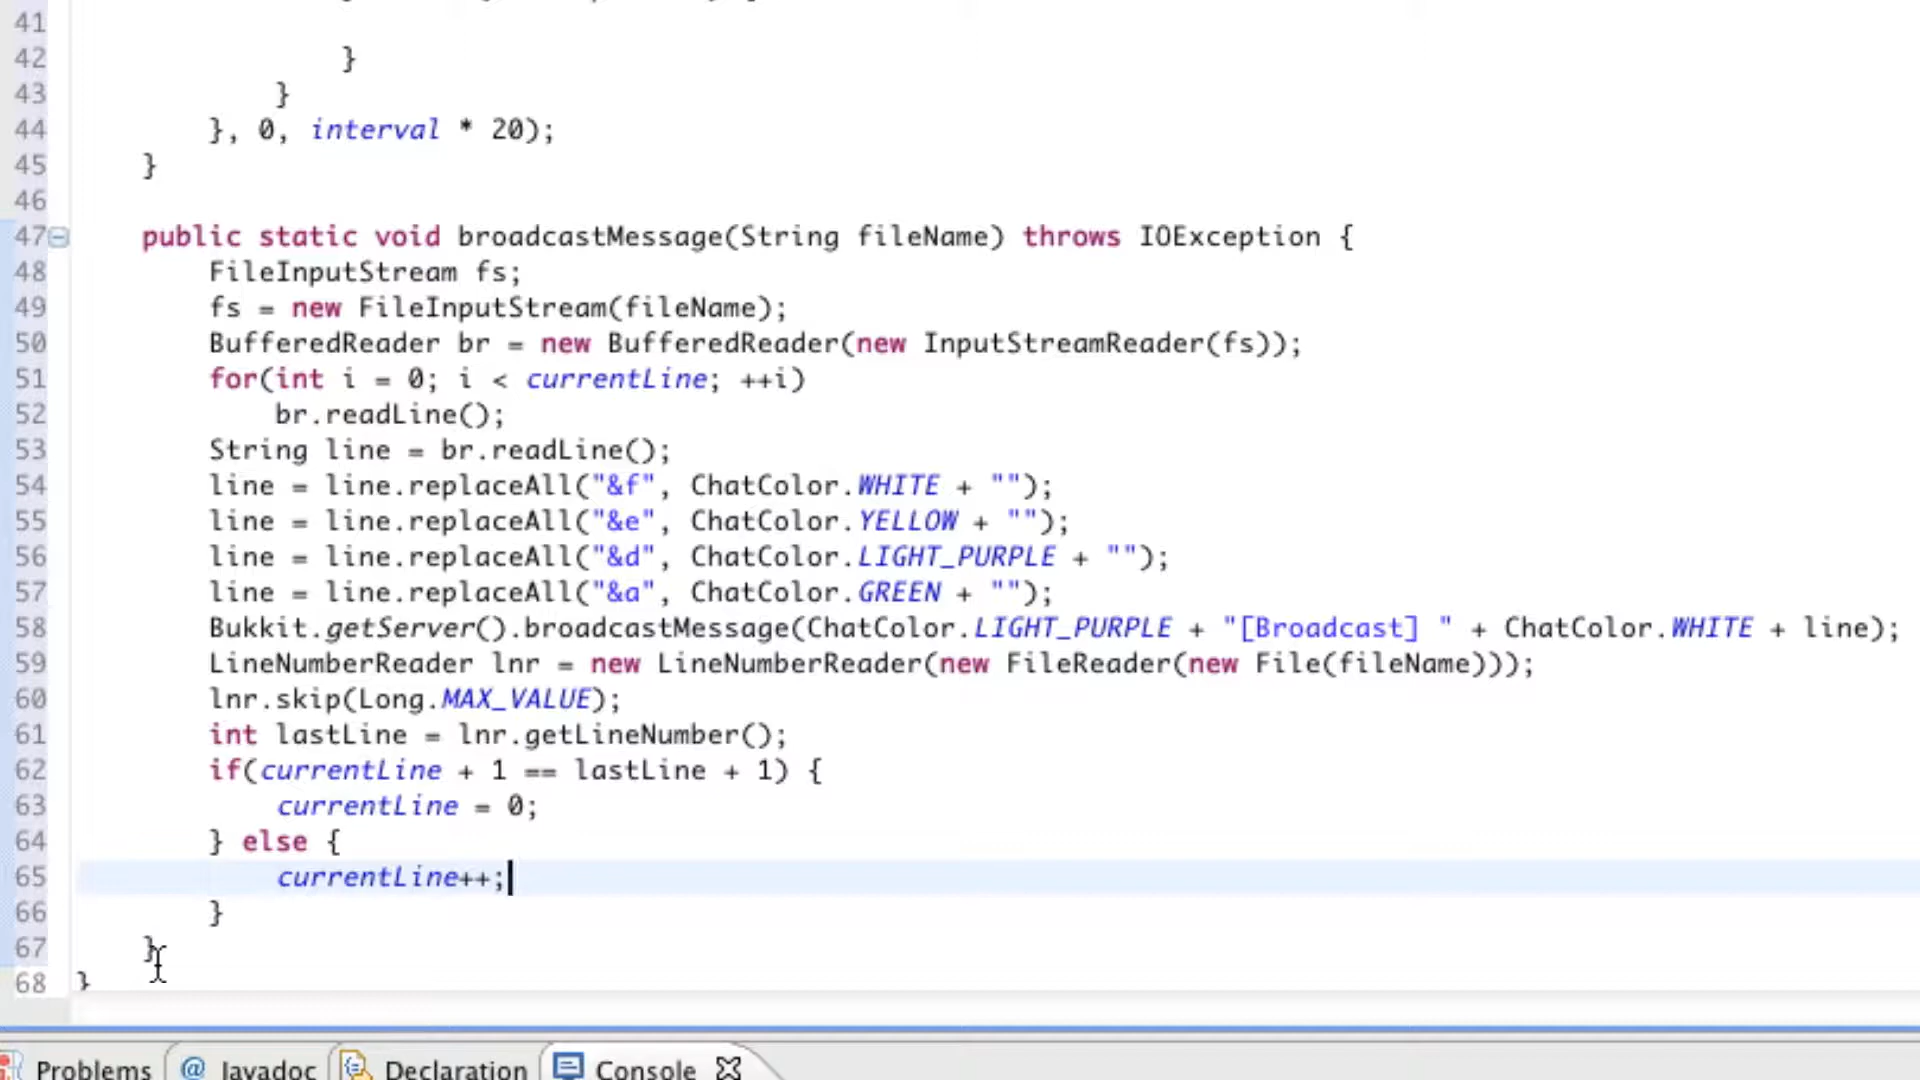 41
42 }
43 }
44 }, 0, interval * 20);
45 }
46
47 public static void broadcastMessage(String fileName) throws IOException {
48 FileInputStream fs;
49 fs = new FileInputStream(fileName);
50 BufferedReader br = new BufferedReader(new InputStreamReader(fs));
51 for(int i = 0; i < currentLine; ++i)
52 br.readLine();
53 String line = br.readLine();
54 line = line.replaceAll("&f", ChatColor.WHITE + "");
55 line = line.replaceAll("&e", ChatColor.YELLOW + "");
56 line = line.replaceAll("&d", ChatColor.LIGHT_PURPLE + "");
57 line = line.replaceAll("&a", ChatColor.GREEN + "");
58 Bukkit.getServer().broadcastMessage(ChatColor.LIGHT_PURPLE + "[Broadcast] " + ChatColor.WHITE + line);
59 LineNumberReader lnr = new LineNumberReader(new FileReader(new File(fileName)));
60 lnr.skip(Long.MAX_VALUE);
61 int lastLine = lnr.getLineNumber();
62 if(currentLine + 1 == lastLine + 1) {
63 currentLine = 0;
64 } else {
65 currentLine++;
66 }
67 }
68 }
Problems @ Javadoc Declaration Console